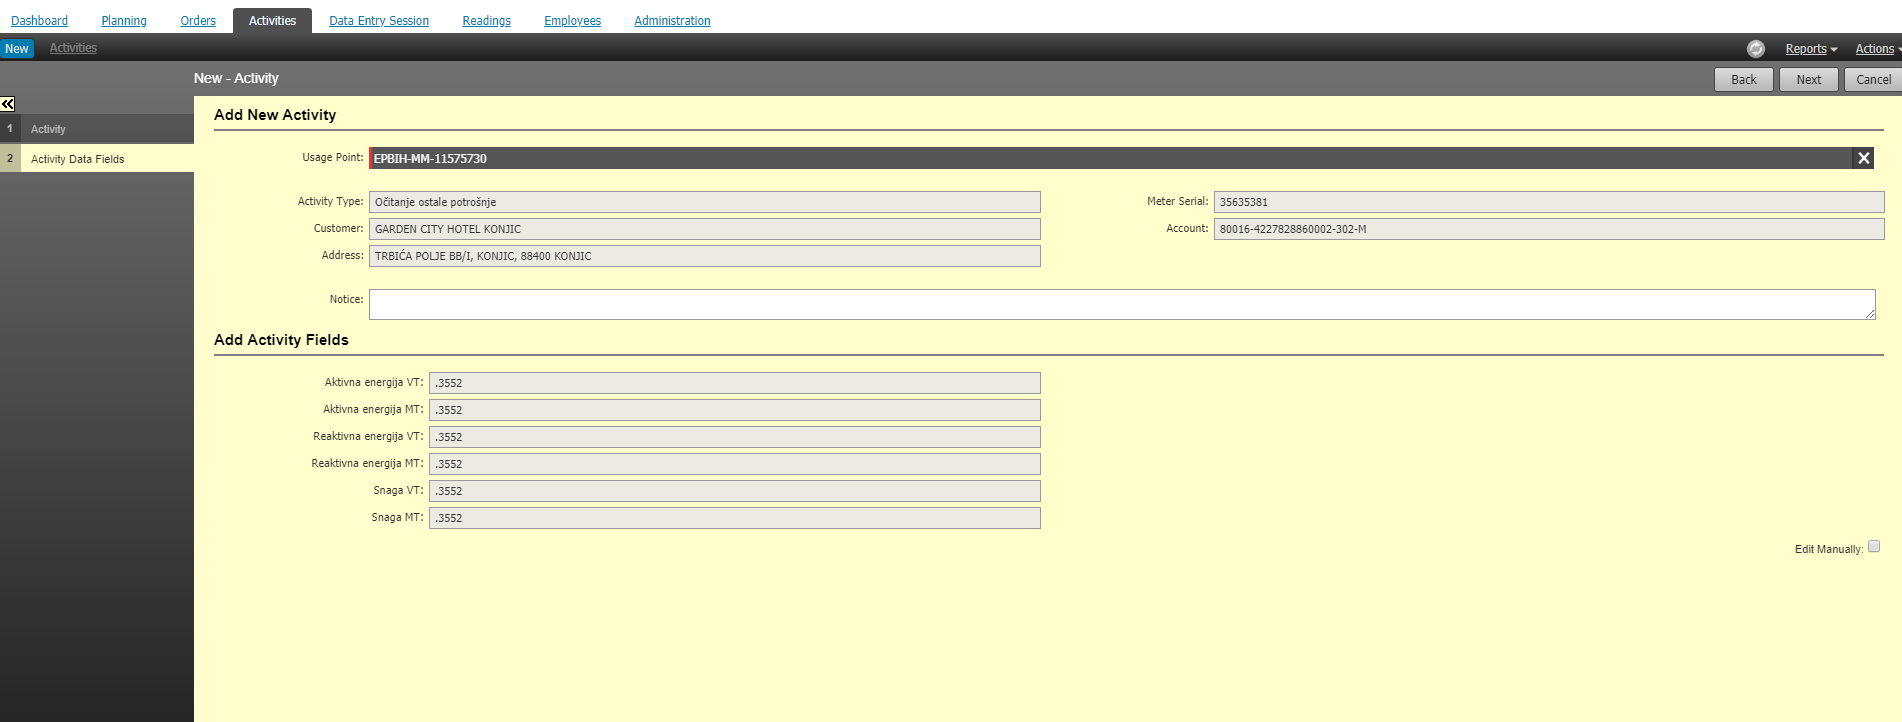 Dashboard Planning Orders Activities Data Entry Session Readings Employees Administration
New Activities Reports Actions
New - Activity Back Next Cancel
Add New Activity
1 Activity
2 Activity Data Fields
Usage Point: EPBIH-MM-11575730
Activity Type: Očitanje ostale potrošnje Meter Serial: 35635381
Customer: GARDEN CITY HOTEL KONJIC Account: 80016-4227828860002-302-M
Address: TRBIĆA POLJE BB/I, KONJIC, 88400 KONJIC
Notice:
Add Activity Fields
Aktivna energija VT: .3552
Aktivna energija MT: .3552
Reaktivna energija VT: .3552
Reaktivna energija MT: .3552
Snaga VT: .3552
Snaga MT: .3552
Edit Manually: